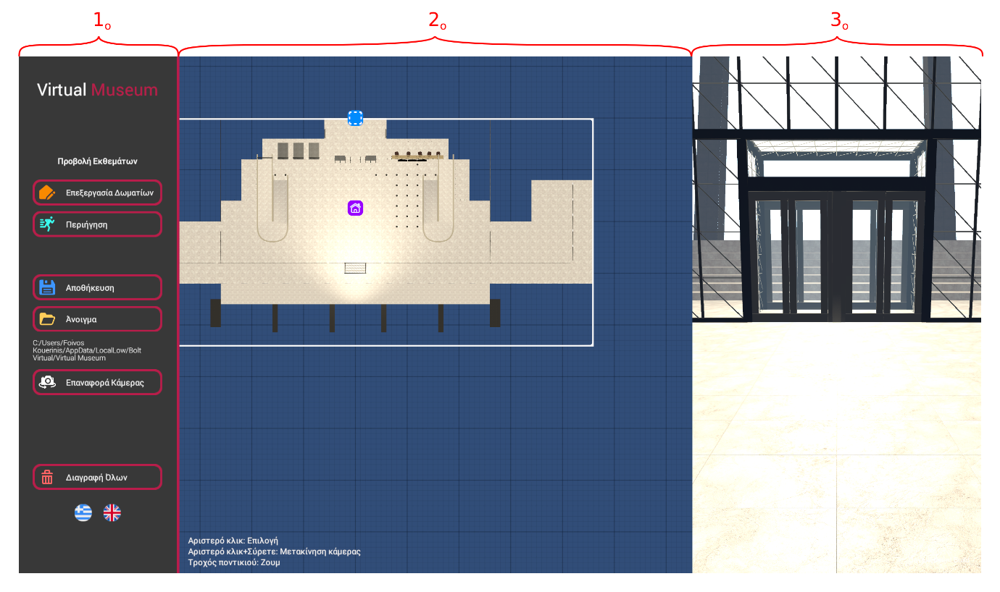 1ο
2ο
3ο
Virtual Museum
Προβολή Εκθεμάτων
Επεξεργασία Δωματίων
Περιήγηση
Αποθήκευση
Άνοιγμα
C:/Users/Foivos
Kouerinis/AppData/LocalLow/Bolt
Virtual/Virtual Museum
Επαναφορά Κάμερας
Διαγραφή Όλων
Αριστερό κλικ: Επιλογή
Αριστερό κλικ+Σύρετε: Μετακίνηση κάμερας
Τροχός ποντικιού: Ζουμ